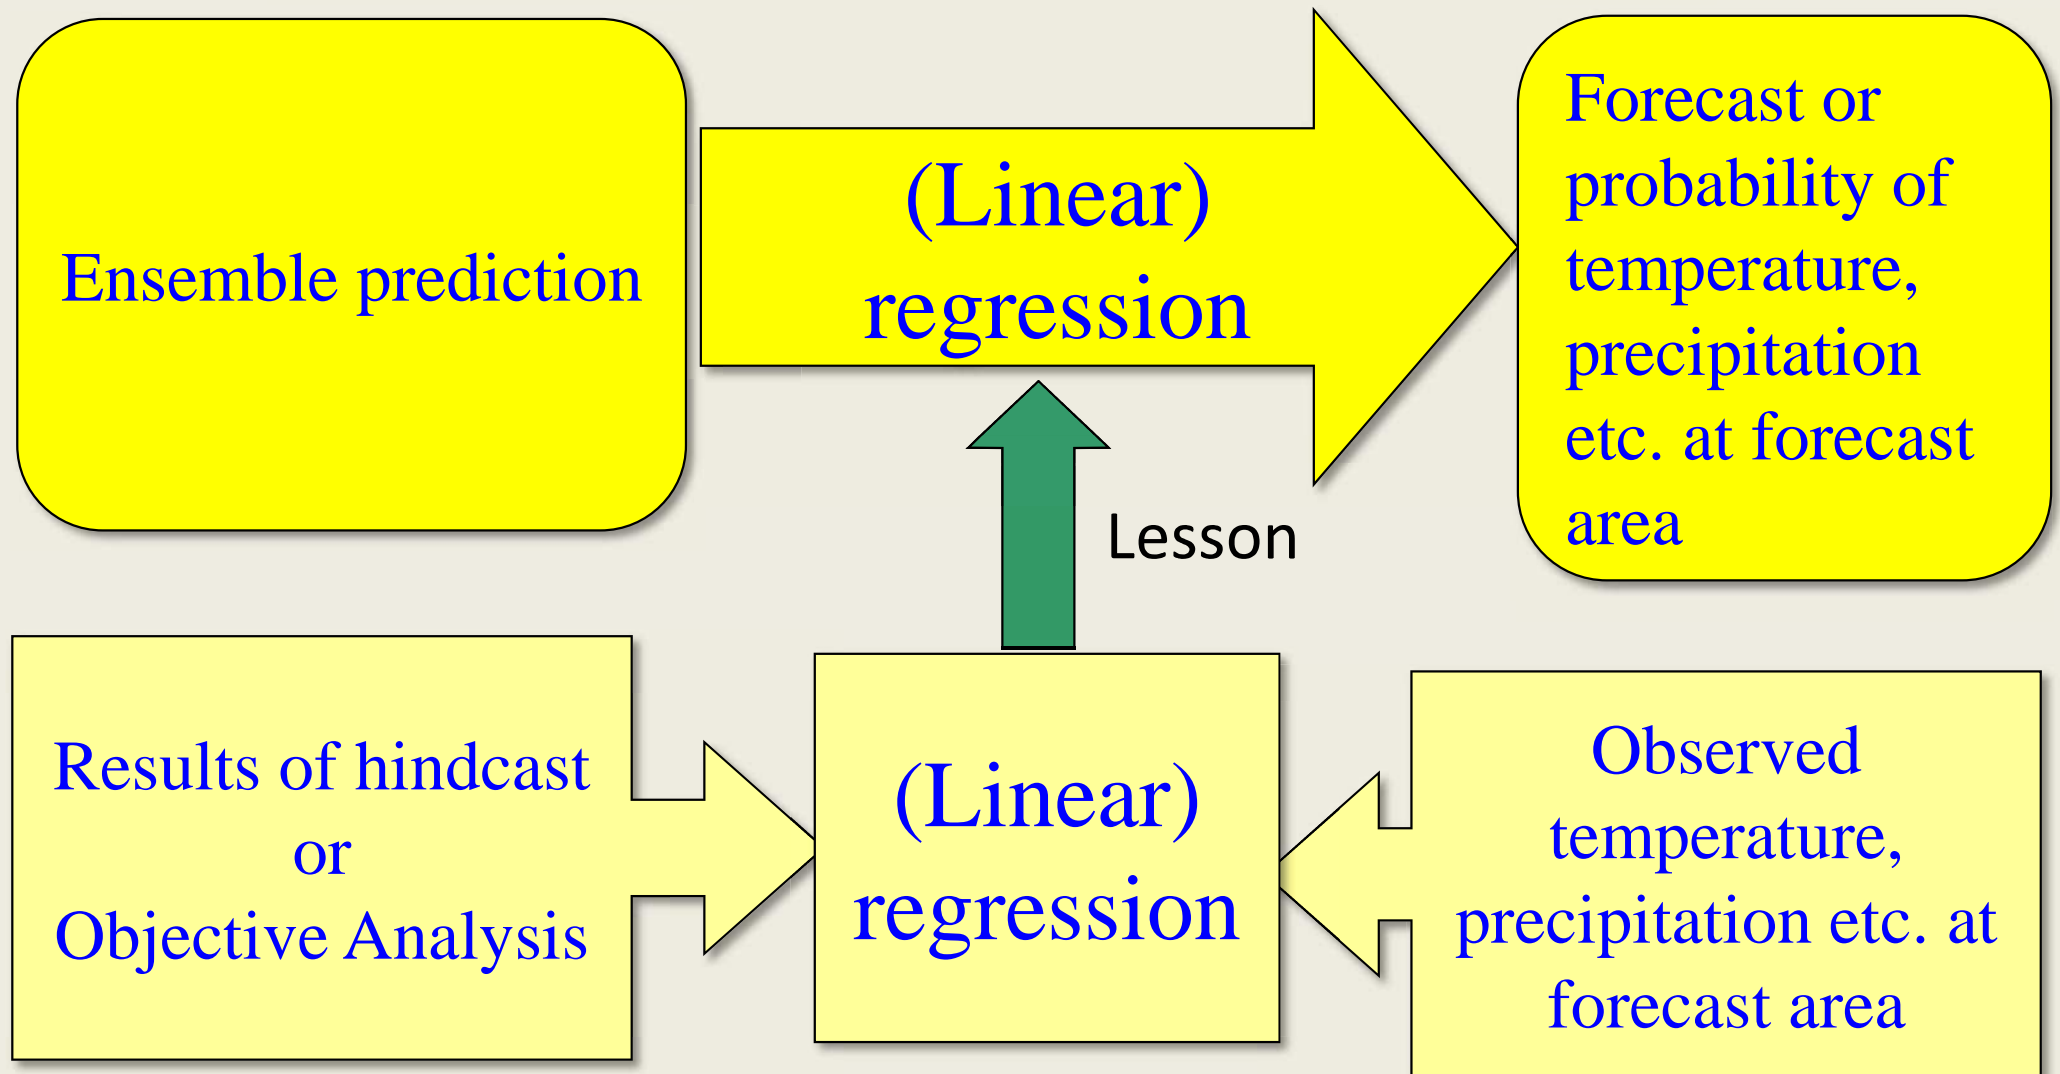 Ensemble prediction
(Linear)
regression
Forecast or
probability of
temperature,
precipitation
etc. at forecast
area
Lesson
Results of hindcast
or
Objective Analysis
(Linear)
regression
Observed
temperature,
precipitation etc. at
forecast area